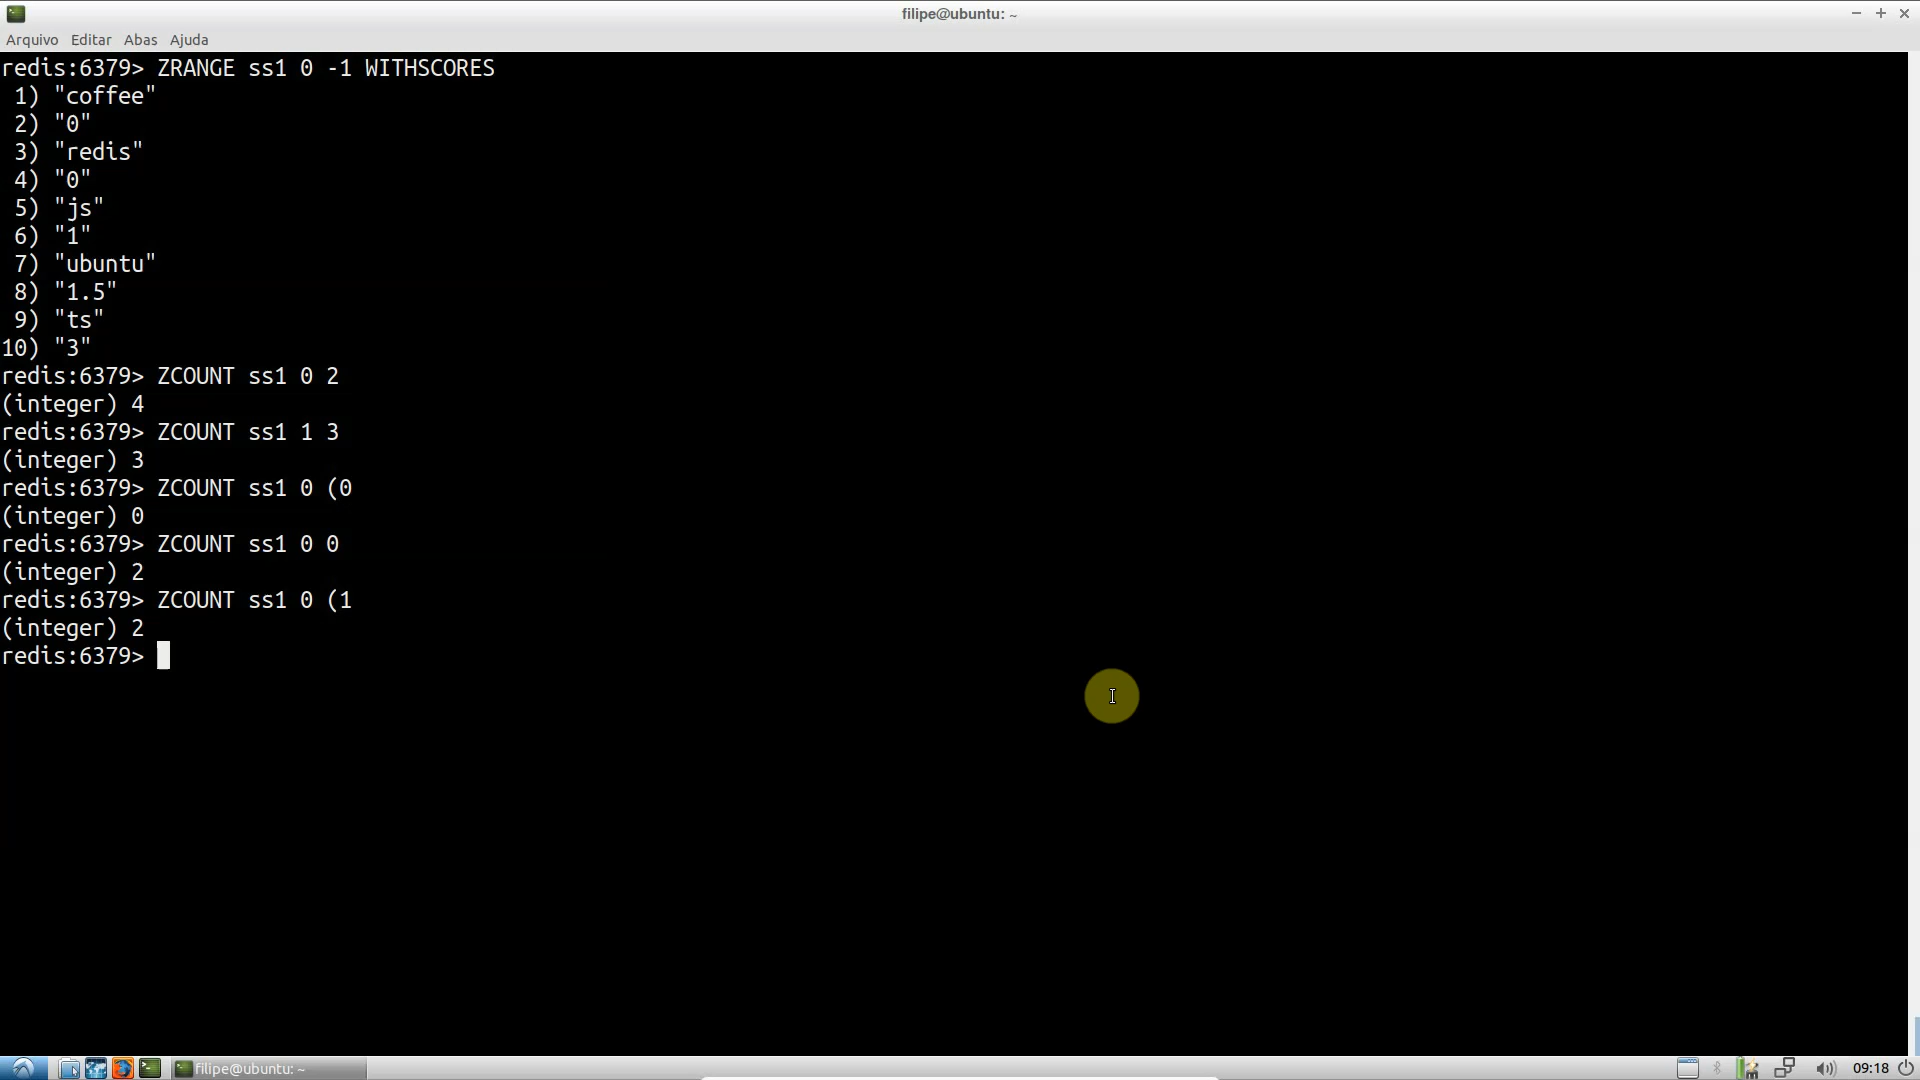 filipe@ubuntu: ~
Arquivo Editar Abas Ajuda
redis:6379> ZRANGE ss1 0 -1 WITHSCORES
 1) "coffee"
 2) "0"
 3) "redis"
 4) "0"
 5) "js"
 6) "1"
 7) "ubuntu"
 8) "1.5"
 9) "ts"
10) "3"
redis:6379> ZCOUNT ss1 0 2
(integer) 4
redis:6379> ZCOUNT ss1 1 3
(integer) 3
redis:6379> ZCOUNT ss1 0 (0
(integer) 0
redis:6379> ZCOUNT ss1 0 0
(integer) 2
redis:6379> ZCOUNT ss1 0 (1
(integer) 2
redis:6379>
filipe@ubuntu: ~
09:18